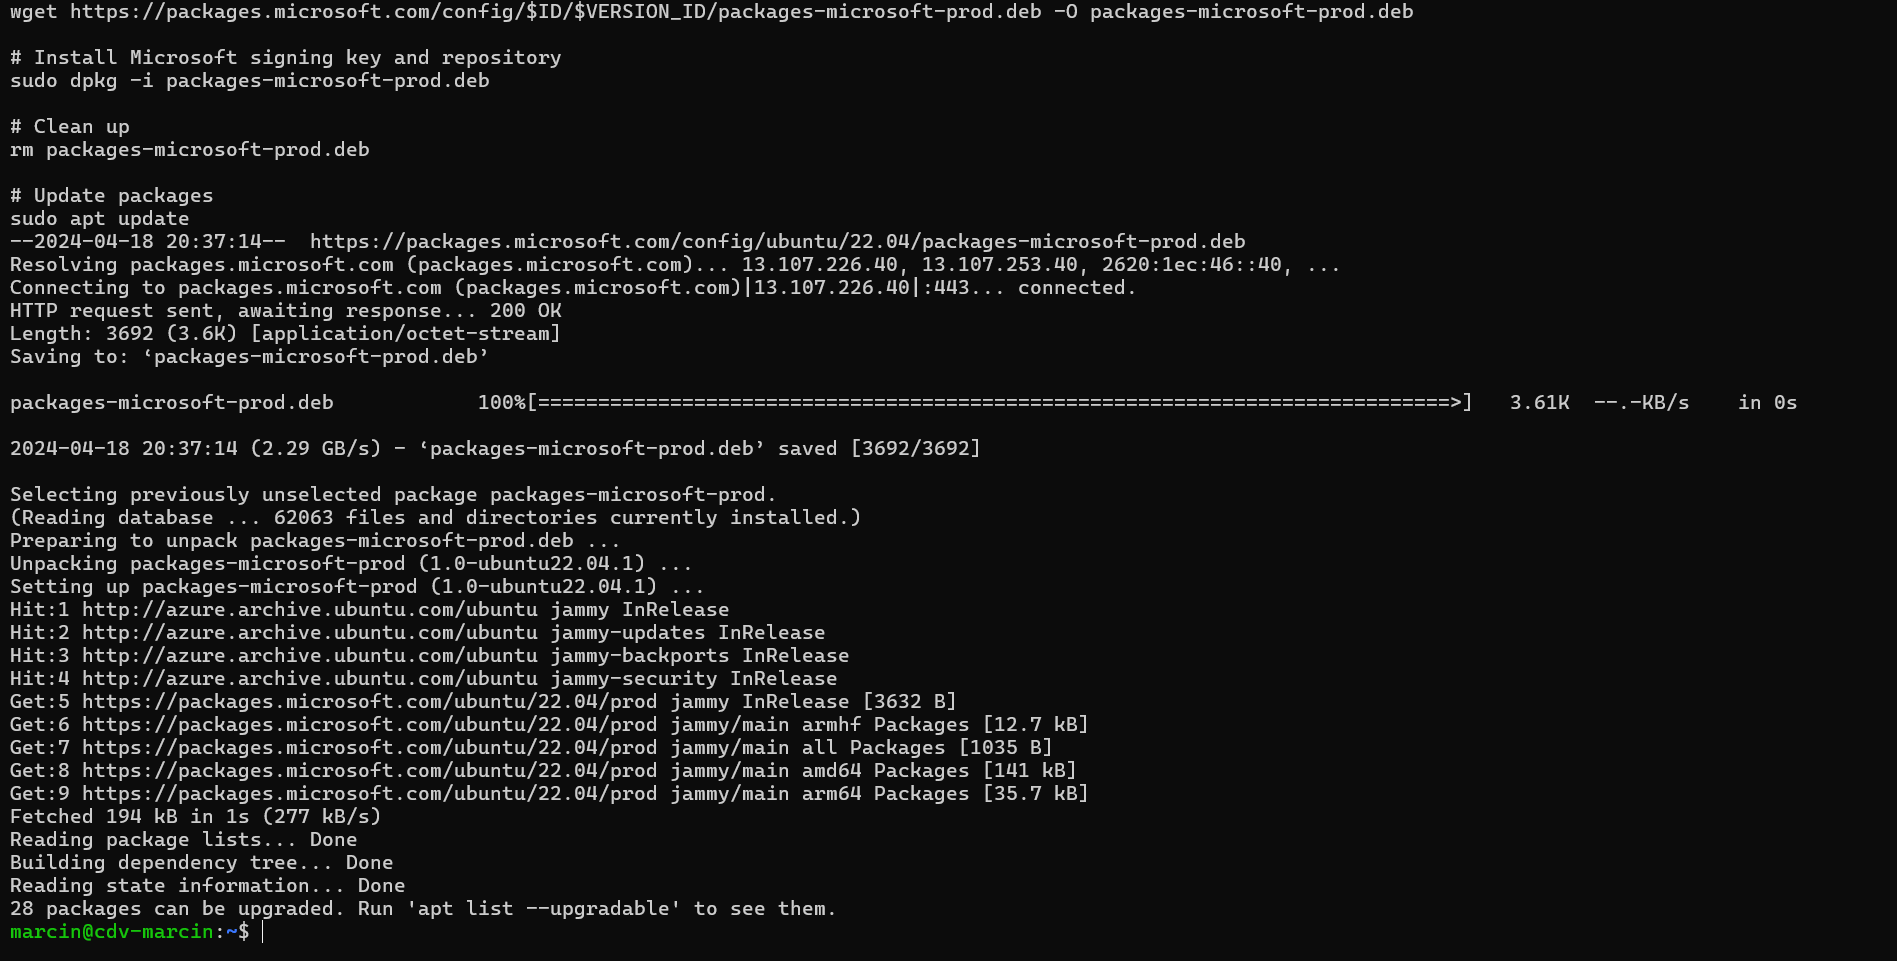 wget https://packages.microsoft.com/config/$ID/$VERSION_ID/packages-microsoft-prod.deb -O packages-microsoft-prod.deb
# Install Microsoft signing key and repository
sudo dpkg -i packages-microsoft-prod.deb
# Clean up
rm packages-microsoft-prod.deb
# Update packages
sudo apt update
--2024-04-18 20:37:14--  https://packages.microsoft.com/config/ubuntu/22.04/packages-microsoft-prod.deb
Resolving packages.microsoft.com (packages.microsoft.com)... 13.107.226.40, 13.107.253.40, 2620:1ec:46::40, ...
Connecting to packages.microsoft.com (packages.microsoft.com)|13.107.226.40|:443... connected.
HTTP request sent, awaiting response... 200 OK
Length: 3692 (3.6K) [application/octet-stream]
Saving to: ‘packages-microsoft-prod.deb’
packages-microsoft-prod.deb            100%[============================================================================>]   3.61K  --.-KB/s    in 0s
2024-04-18 20:37:14 (2.29 GB/s) - ‘packages-microsoft-prod.deb’ saved [3692/3692]
Selecting previously unselected package packages-microsoft-prod.
(Reading database ... 62063 files and directories currently installed.)
Preparing to unpack packages-microsoft-prod.deb ...
Unpacking packages-microsoft-prod (1.0-ubuntu22.04.1) ...
Setting up packages-microsoft-prod (1.0-ubuntu22.04.1) ...
Hit:1 http://azure.archive.ubuntu.com/ubuntu jammy InRelease
Hit:2 http://azure.archive.ubuntu.com/ubuntu jammy-updates InRelease
Hit:3 http://azure.archive.ubuntu.com/ubuntu jammy-backports InRelease
Hit:4 http://azure.archive.ubuntu.com/ubuntu jammy-security InRelease
Get:5 https://packages.microsoft.com/ubuntu/22.04/prod jammy InRelease [3632 B]
Get:6 https://packages.microsoft.com/ubuntu/22.04/prod jammy/main armhf Packages [12.7 kB]
Get:7 https://packages.microsoft.com/ubuntu/22.04/prod jammy/main all Packages [1035 B]
Get:8 https://packages.microsoft.com/ubuntu/22.04/prod jammy/main amd64 Packages [141 kB]
Get:9 https://packages.microsoft.com/ubuntu/22.04/prod jammy/main arm64 Packages [35.7 kB]
Fetched 194 kB in 1s (277 kB/s)
Reading package lists... Done
Building dependency tree... Done
Reading state information... Done
28 packages can be upgraded. Run 'apt list --upgradable' to see them.
marcin@cdv-marcin:~$